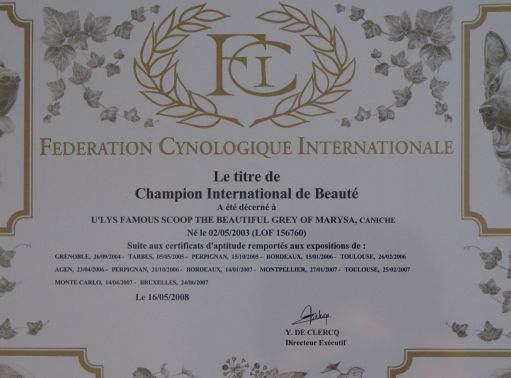 FCI
FEDERATION CYNOLOGIQUE INTERNATIONALE
Le titre de
Champion International de Beauté
A été décerné à
U'LYS FAMOUS SCOOP THE BEAUTIFUL GREY OF MARYSA, CANICHE
Né le 02/05/2003 (LOF 156760)
Suite aux certificats d'aptitude remportés aux expositions de :
GRENOBLE, 26/09/2004 - TARBES, 05/05/2005 - PERPIGNAN, 15/10/2005 - BORDEAUX, 15/01/2006 - TOULOUSE, 26/02/2006
AGEN, 23/04/2006 - PERPIGNAN, 21/10/2006 - BORDEAUX, 14/01/2007 - MONTPELLIER, 27/01/2007 - TOULOUSE, 25/02/2007
MONTE CARLO, 14/04/2007 - BRUXELLES, 24/06/2007
Le 16/05/2008
Y. DE CLERCQ
Directeur Exécutif